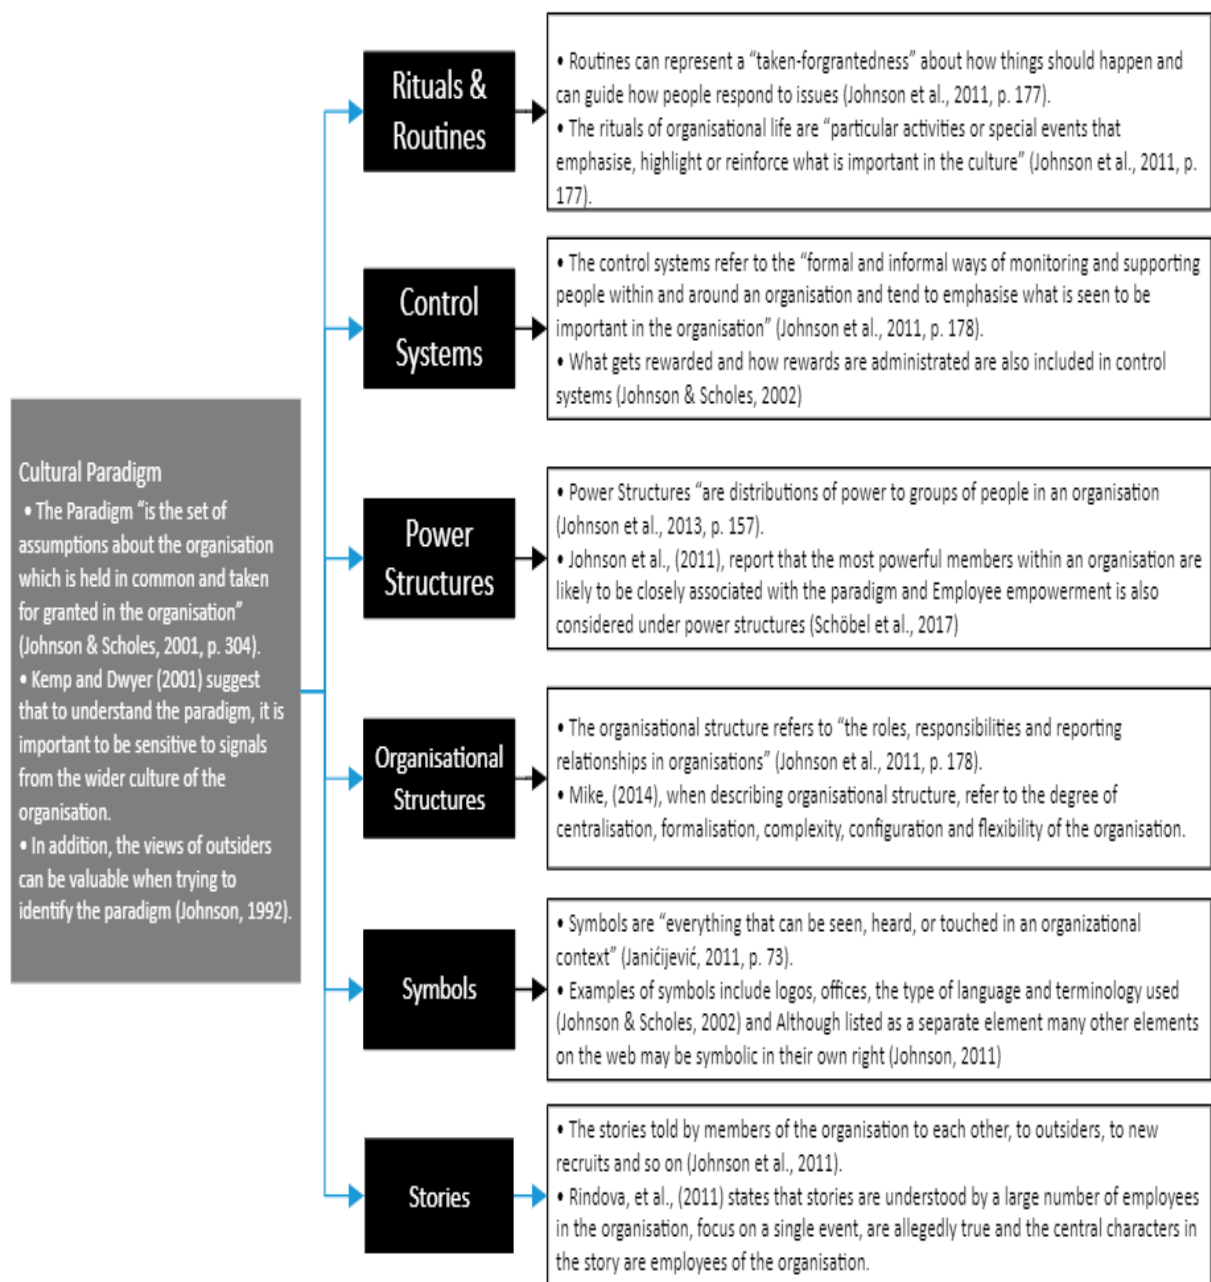 Cultural Paradigm
• The Paradigm “is the set of
assumptions about the organisation
which is held in common and taken
for granted in the organisation”
(Johnson & Scholes, 2001, p. 304).
• Kemp and Dwyer (2001) suggest
that to understand the paradigm, it is
important to be sensitive to signals
from the wider culture of the
organisation.
• In addition, the views of outsiders
can be valuable when trying to
identify the paradigm (Johnson, 1992).
Rituals &
Routines
• Routines can represent a “taken-forgrantedness” about how things should happen and
can guide how people respond to issues (Johnson et al., 2011, p. 177).
• The rituals of organisational life are “particular activities or special events that
emphasise, highlight or reinforce what is important in the culture” (Johnson et al., 2011, p.
177).
Control
Systems
• The control systems refer to the “formal and informal ways of monitoring and supporting
people within and around an organisation and tend to emphasise what is seen to be
important in the organisation” (Johnson et al., 2011, p. 178).
• What gets rewarded and how rewards are administrated are also included in control
systems (Johnson & Scholes, 2002)
Power
Structures
• Power Structures “are distributions of power to groups of people in an organisation
(Johnson et al., 2013, p. 157).
• Johnson et al., (2011), report that the most powerful members within an organisation are
likely to be closely associated with the paradigm and Employee empowerment is also
considered under power structures (Schöbel et al., 2017)
Organisational
Structures
• The organisational structure refers to “the roles, responsibilities and reporting
relationships in organisations” (Johnson et al., 2011, p. 178).
• Mike, (2014), when describing organisational structure, refer to the degree of
centralisation, formalisation, complexity, configuration and flexibility of the organisation.
Symbols
• Symbols are “everything that can be seen, heard, or touched in an organizational
context” (Janićijević, 2011, p. 73).
• Examples of symbols include logos, offices, the type of language and terminology used
(Johnson & Scholes, 2002) and Although listed as a separate element many other elements
on the web may be symbolic in their own right (Johnson, 2011)
Stories
• The stories told by members of the organisation to each other, to outsiders, to new
recruits and so on (Johnson et al., 2011).
• Rindova, et al., (2011) states that stories are understood by a large number of employees
in the organisation, focus on a single event, are allegedly true and the central characters in
the story are employees of the organisation.